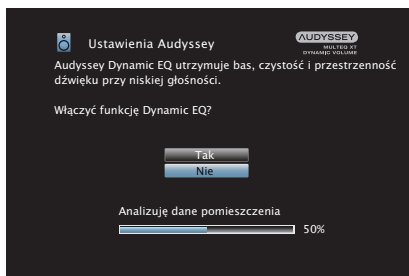 Ustawienia Audyssey
AUDYSSEY
MULTEQ XT
DYNAMIC VOLUME
Audyssey Dynamic EQ utrzymuje bas, czystość i przestrzenność
dźwięku przy niskiej głośności.
Włączyć funkcję Dynamic EQ?
Tak
Nie
Analizuję dane pomieszczenia
50%